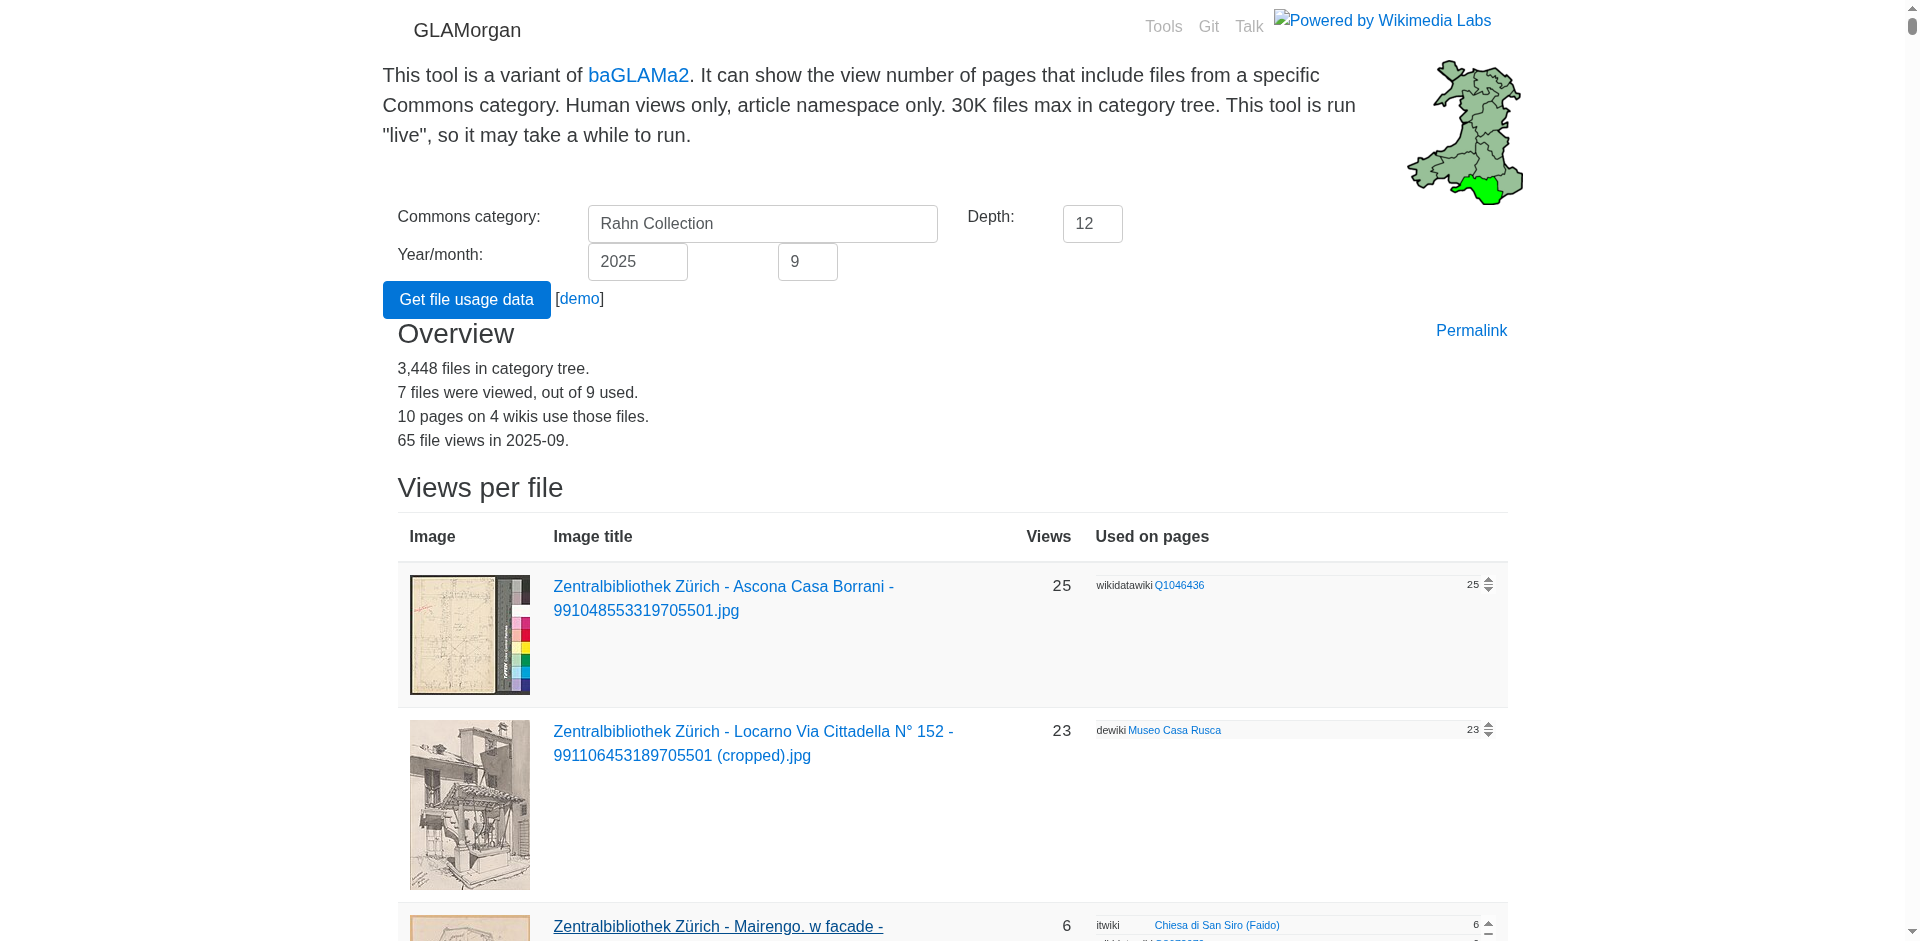 GLAMorgan
Tools Git Talk Powered by Wikimedia Labs
This tool is a variant of baGLAMa2. It can show the view number of pages that include files from a specific
Commons category. Human views only, article namespace only. 30K files max in category tree. This tool is run
"live", so it may take a while to run.
Commons category: Rahn Collection Depth: 12
Year/month: 2025 9
Get file usage data [demo]
Overview Permalink
3,448 files in category tree.
7 files were viewed, out of 9 used.
10 pages on 4 wikis use those files.
65 file views in 2025-09.
Views per file
Image Image title Views Used on pages
Zentralbibliothek Zürich - Ascona Casa Borrani - 25 wikidatawiki Q1046436 25
991048553319705501.jpg
Zentralbibliothek Zürich - Locarno Via Cittadella N° 152 - 23 dewiki Museo Casa Rusca 23
991106453189705501 (cropped).jpg
Zentralbibliothek Zürich - Mairengo. w facade - 6 itwiki Chiesa di San Siro (Faido) 6